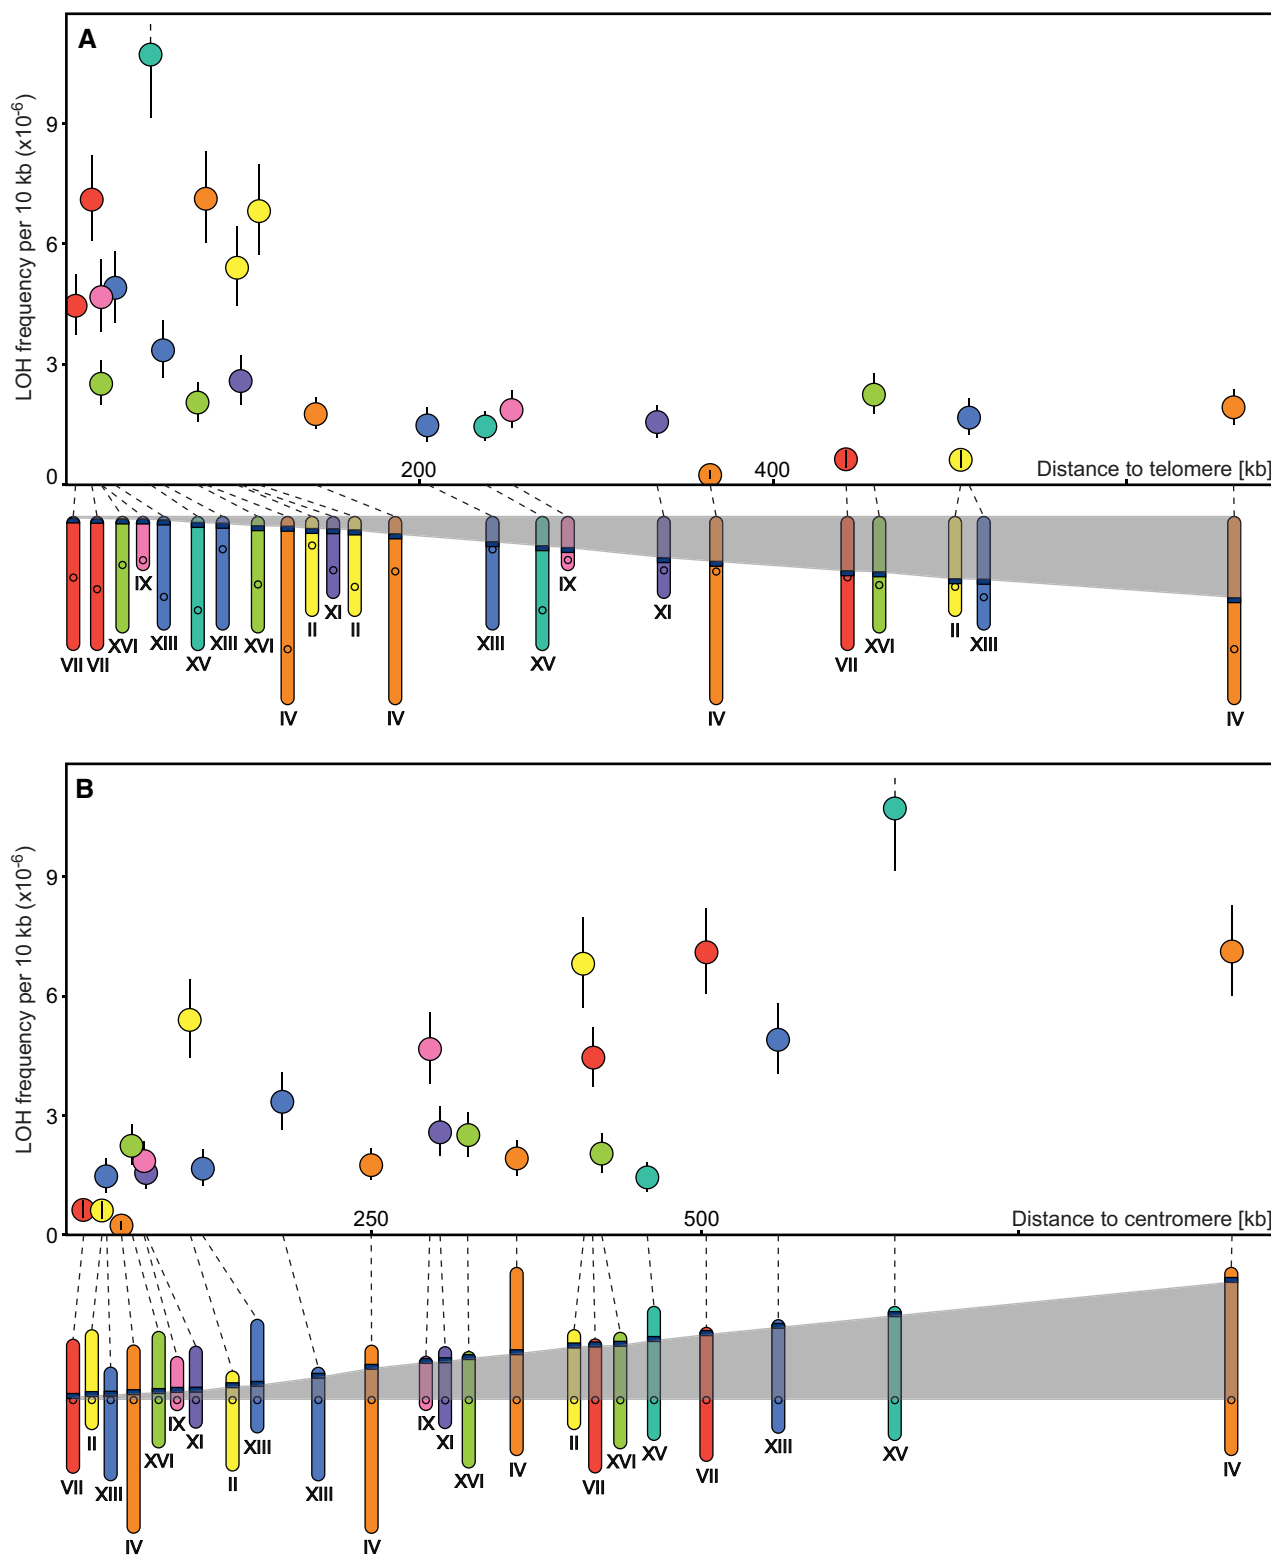 A
LOH frequency per 10 kb (x10⁻⁶)
9
6
3
0
200
400
Distance to telomere [kb]
VII VII XVI IX XIII XV XIII XVI IV II XI II IV XIII XV IX XI IV VII XVI II XIII IV
B
LOH frequency per 10 kb (x10⁻⁶)
9
6
3
0
250
500
Distance to centromere [kb]
VII II XIII IV XVI IX XI II XIII XIII IV IX XI XVI IV II VII XVI XV VII XIII XV IV